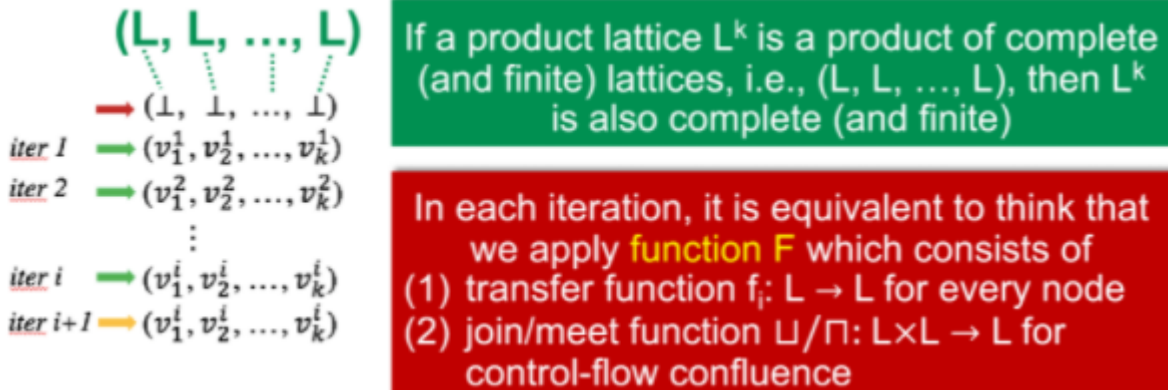 (L, L, …, L)
(⊥, ⊥, …, ⊥)
iter 1 (v₁¹, v₂¹, …, vₖ¹)
iter 2 (v₁², v₂², …, vₖ²)
⋮
iter i (v₁ⁱ, v₂ⁱ, …, vₖⁱ)
iter i+1 (v₁ⁱ, v₂ⁱ, …, vₖⁱ)
If a product lattice Lᵏ is a product of complete
(and finite) lattices, i.e., (L, L, …, L), then Lᵏ
is also complete (and finite)
In each iteration, it is equivalent to think that
we apply function F which consists of
(1) transfer function fᵢ: L → L for every node
(2) join/meet function ⊔/⊓: L×L → L for
control-flow confluence